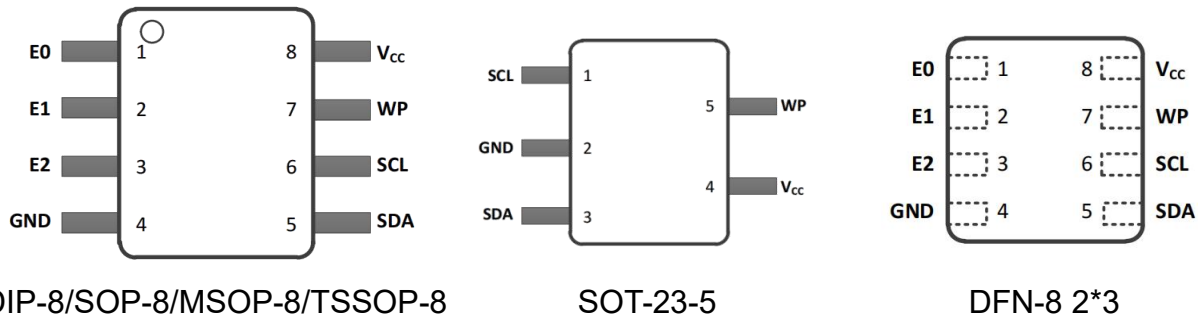 E0 1 8 VCC
E1 2 7 WP
E2 3 6 SCL
GND 4 5 SDA
DIP-8/SOP-8/MSOP-8/TSSOP-8
SCL 1
5 WP
GND 2
4 VCC
SDA 3
SOT-23-5
E0 1 8 VCC
E1 2 7 WP
E2 3 6 SCL
GND 4 5 SDA
DFN-8 2*3